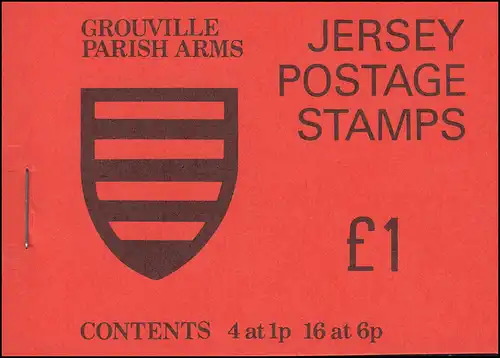 GROUVILLE
PARISH ARMS
JERSEY
POSTAGE
STAMPS
£1
CONTENTS 4 at 1p 16 at 6p